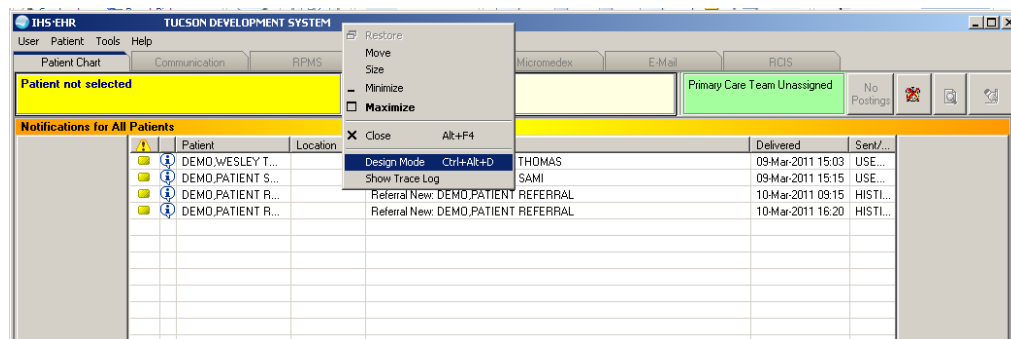 IHS-EHR TUCSON DEVELOPMENT SYSTEM
User Patient Tools Help
Patient Chart Communication RPMS Micromedex E-Mail RCIS
Restore
Move
Size
Minimize
Maximize
Close Alt+F4
Design Mode Ctrl+Alt+D
Show Trace Log
Patient not selected
Primary Care Team Unassigned
No
Postings
Notifications for All Patients
Patient Location Delivered Sent/...
DEMO,WESLEY T... THOMAS 09-Mar-2011 15:03 USE...
DEMO,PATIENT S... SAMI 09-Mar-2011 15:15 USE...
DEMO,PATIENT R... Referral New: DEMO,PATIENT REFERRAL 10-Mar-2011 09:15 HISTI...
DEMO,PATIENT R... Referral New: DEMO,PATIENT REFERRAL 10-Mar-2011 16:20 HISTI...